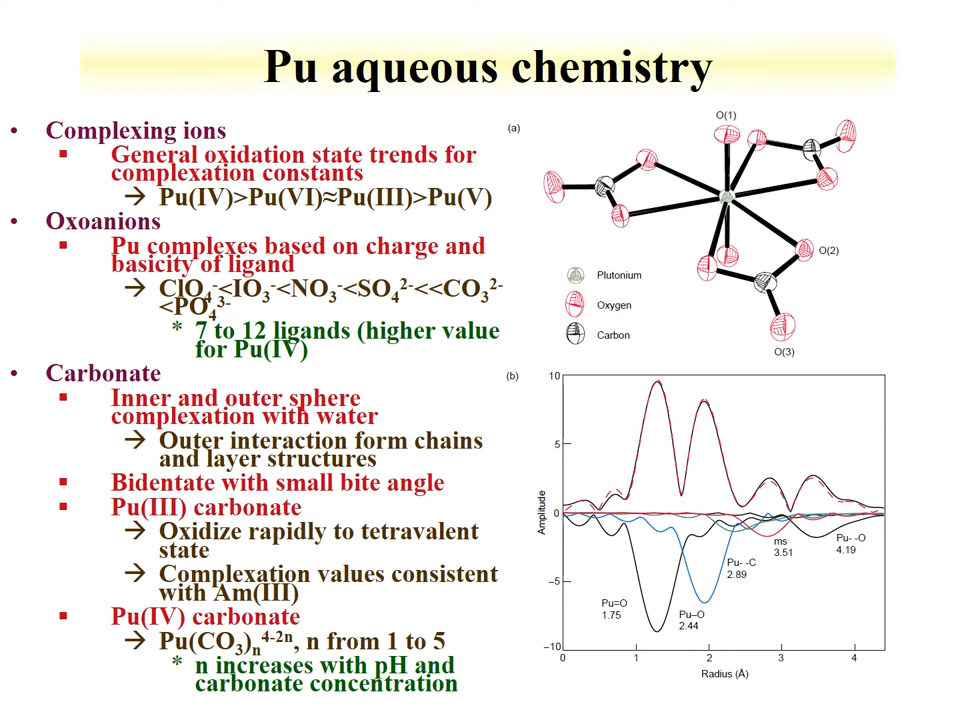 Pu aqueous chemistry
• Complexing ions
▪ General oxidation state trends for
complexation constants
→ Pu(IV)>Pu(VI)≈Pu(III)>Pu(V)
• Oxoanions
▪ Pu complexes based on charge and
basicity of ligand
→ ClO₄⁻<IO₃⁻<NO₃⁻<SO₄²⁻<<CO₃²⁻
<PO₄³⁻
* 7 to 12 ligands (higher value
for Pu(IV)
• Carbonate
▪ Inner and outer sphere
complexation with water
→ Outer interaction form chains
and layer structures
▪ Bidentate with small bite angle
▪ Pu(III) carbonate
→ Oxidize rapidly to tetravalent
state
→ Complexation values consistent
with Am(III)
▪ Pu(IV) carbonate
→ Pu(CO₃)ₙ⁴⁻²ⁿ, n from 1 to 5
* n increases with pH and
carbonate concentration
(a)
O(1)
O(2)
O(3)
Plutonium
Oxygen
Carbon
(b)
10
5
0
−5
−10
Amplitude
Pu=O
1.75
Pu–O
2.44
Pu- -C
2.89
ms
3.51
Pu- -O
4.19
0 1 2 3 4
Radius (Å)